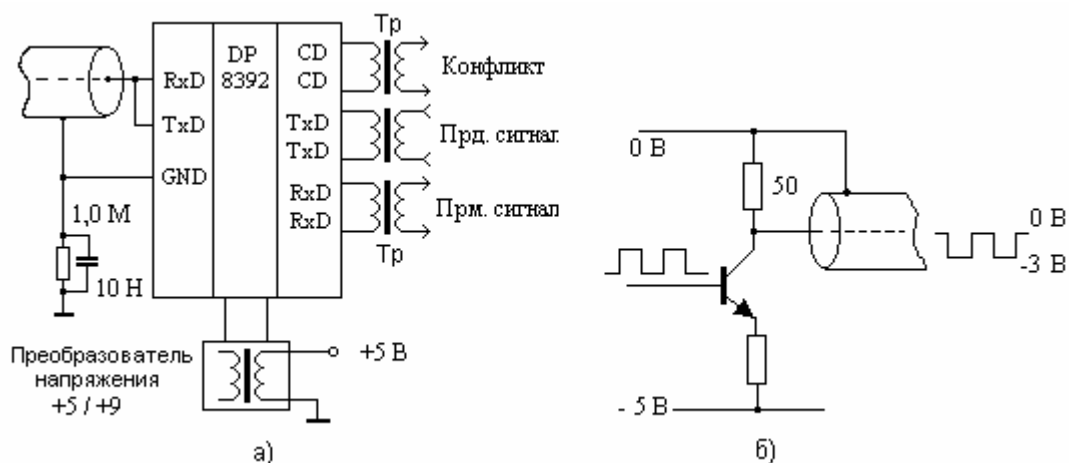 Тр
DP
8392
CD
CD
Конфликт
RxD
TxD
TxD
TxD
Прд. сигнал.
GND
RxD
RxD
Прм. сигнал
Тр
1,0 М
10 Н
Преобразователь
напряжения
+5 / +9
+5 В
а)
0 В
50
0 В
-3 В
- 5 В
б)